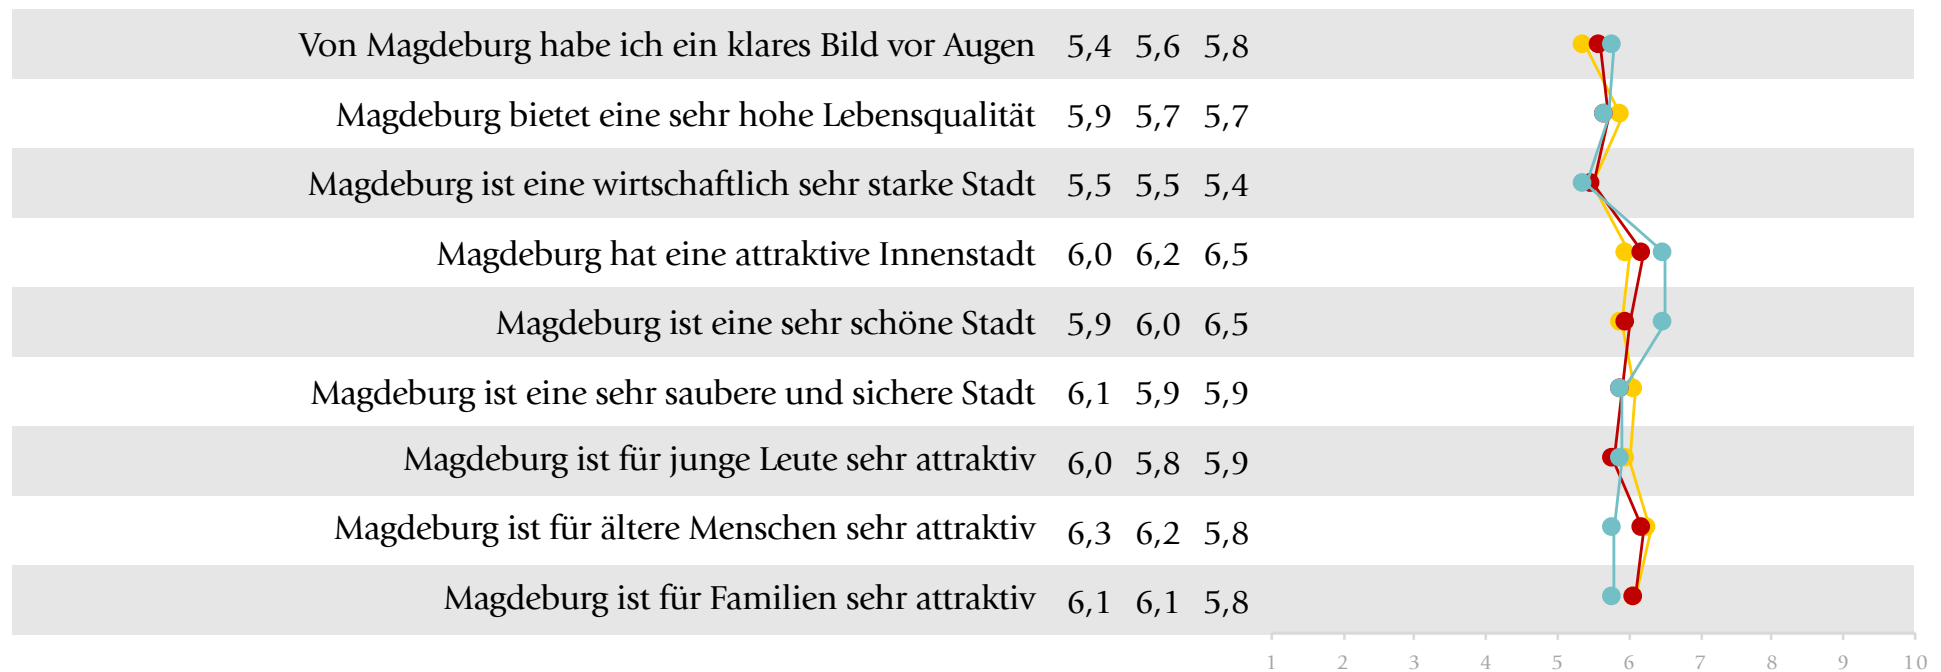 Von Magdeburg habe ich ein klares Bild vor Augen 5,4 5,6 5,8
Magdeburg bietet eine sehr hohe Lebensqualität 5,9 5,7 5,7
Magdeburg ist eine wirtschaftlich sehr starke Stadt 5,5 5,5 5,4
Magdeburg hat eine attraktive Innenstadt 6,0 6,2 6,5
Magdeburg ist eine sehr schöne Stadt 5,9 6,0 6,5
Magdeburg ist eine sehr saubere und sichere Stadt 6,1 5,9 5,9
Magdeburg ist für junge Leute sehr attraktiv 6,0 5,8 5,9
Magdeburg ist für ältere Menschen sehr attraktiv 6,3 6,2 5,8
Magdeburg ist für Familien sehr attraktiv 6,1 6,1 5,8
1 2 3 4 5 6 7 8 9 10